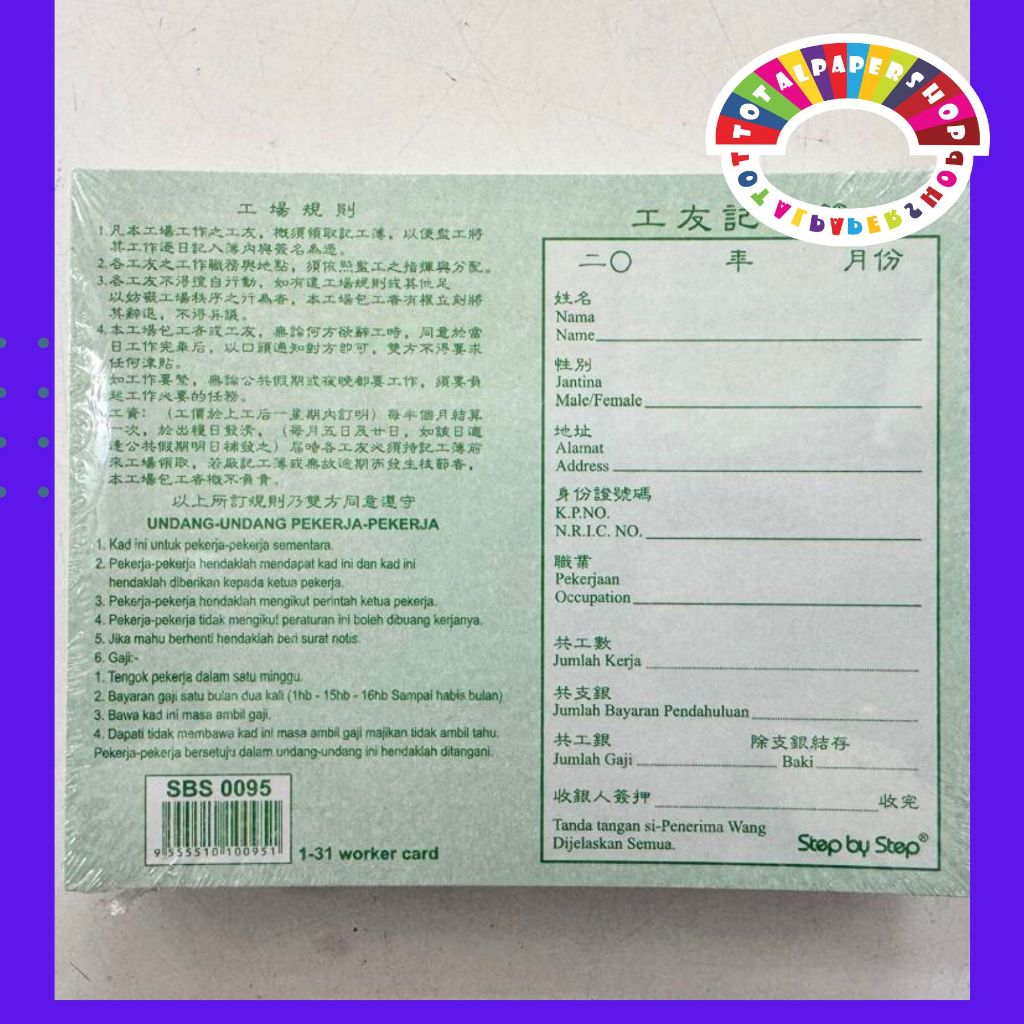 TOTALPAPERSHOP
TOTALPAPERSHOP
工場規則
1.凡本工場工作之工友，概須領取記工薄，以便監工將
其工作逐日記入薄內與簽名為憑。
2.各工友之工作職務與地點，須依照監工之指揮與分配。
3.各工友不得擅自行動，如有違工場規則或其他足
以妨礙工場秩序之行為者，本工場包工者有權立刻將
其辭退，不得異議。
4.本工場包工者或工友，無論何方欲辭工時，同意於當
日工作完畢后，以口頭通知對方即可，雙方不得要求
任何津貼。
如工作要緊，無論公共假期或夜晚都要工作，須要負
起工作必要的任務。
工資：（工價於上工后一星期內訂明）每半個月結算
一次，於出糧日發清，（每月五日及廿日，如該日適
逢公共假期明日補發之）屆時各工友必須持記工薄前
來工場領取，若厰記工薄或無故逾期而發生枝節者，
本工場包工者概不負責。
以上所訂規則乃雙方同意遵守
UNDANG-UNDANG PEKERJA-PEKERJA
1. Kad ini untuk pekerja-pekerja sementara.
2. Pekerja-pekerja hendaklah mendapat kad ini dan kad ini
hendaklah diberikan kepada ketua pekerja.
3. Pekerja-pekerja hendaklah mengikut perintah ketua pekerja.
4. Pekerja-pekerja tidak mengikut peraturan ini boleh dibuang kerjanya.
5. Jika mahu berhenti hendaklah beri surat notis.
6. Gaji:-
1. Tengok pekerja dalam satu minggu.
2. Bayaran gaji satu bulan dua kali (1hb - 15hb - 16hb Sampai habis bulan)
3. Bawa kad ini masa ambil gaji.
4. Dapati tidak membawa kad ini masa ambil gaji majikan tidak ambil tahu.
Pekerja-pekerja bersetuju dalam undang-undang ini hendaklah ditangani.
SBS 0095
9 555510 100951
1-31 worker card
工友記
二〇 年 月份
姓名
Nama
Name
性別
Jantina
Male/Female
地址
Alamat
Address
身份證號碼
K.P.NO.
N.R.I.C. NO.
職業
Pekerjaan
Occupation
共工數
Jumlah Kerja
共支銀
Jumlah Bayaran Pendahuluan
共工銀 除支銀結存
Jumlah Gaji Baki
收銀人簽押 收完
Tanda tangan si-Penerima Wang
Dijelaskan Semua.
Step by Step®